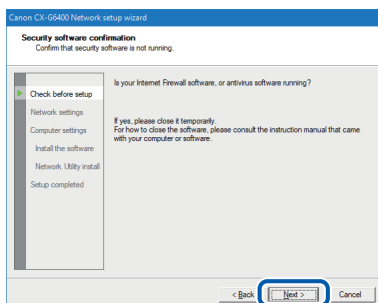 Canon CX-G6400 Network setup wizard
Security software confirmation
Confirm that security software is not running.
Check before setup
Network settings
Computer settings
Install the software
Network Utility install
Setup completed
Is your Internet Firewall software, or antivirus software running?
If yes, please close it temporarily.
For how to close the software, please consult the instruction manual that came
with your computer or software.
< Back
Next >
Cancel